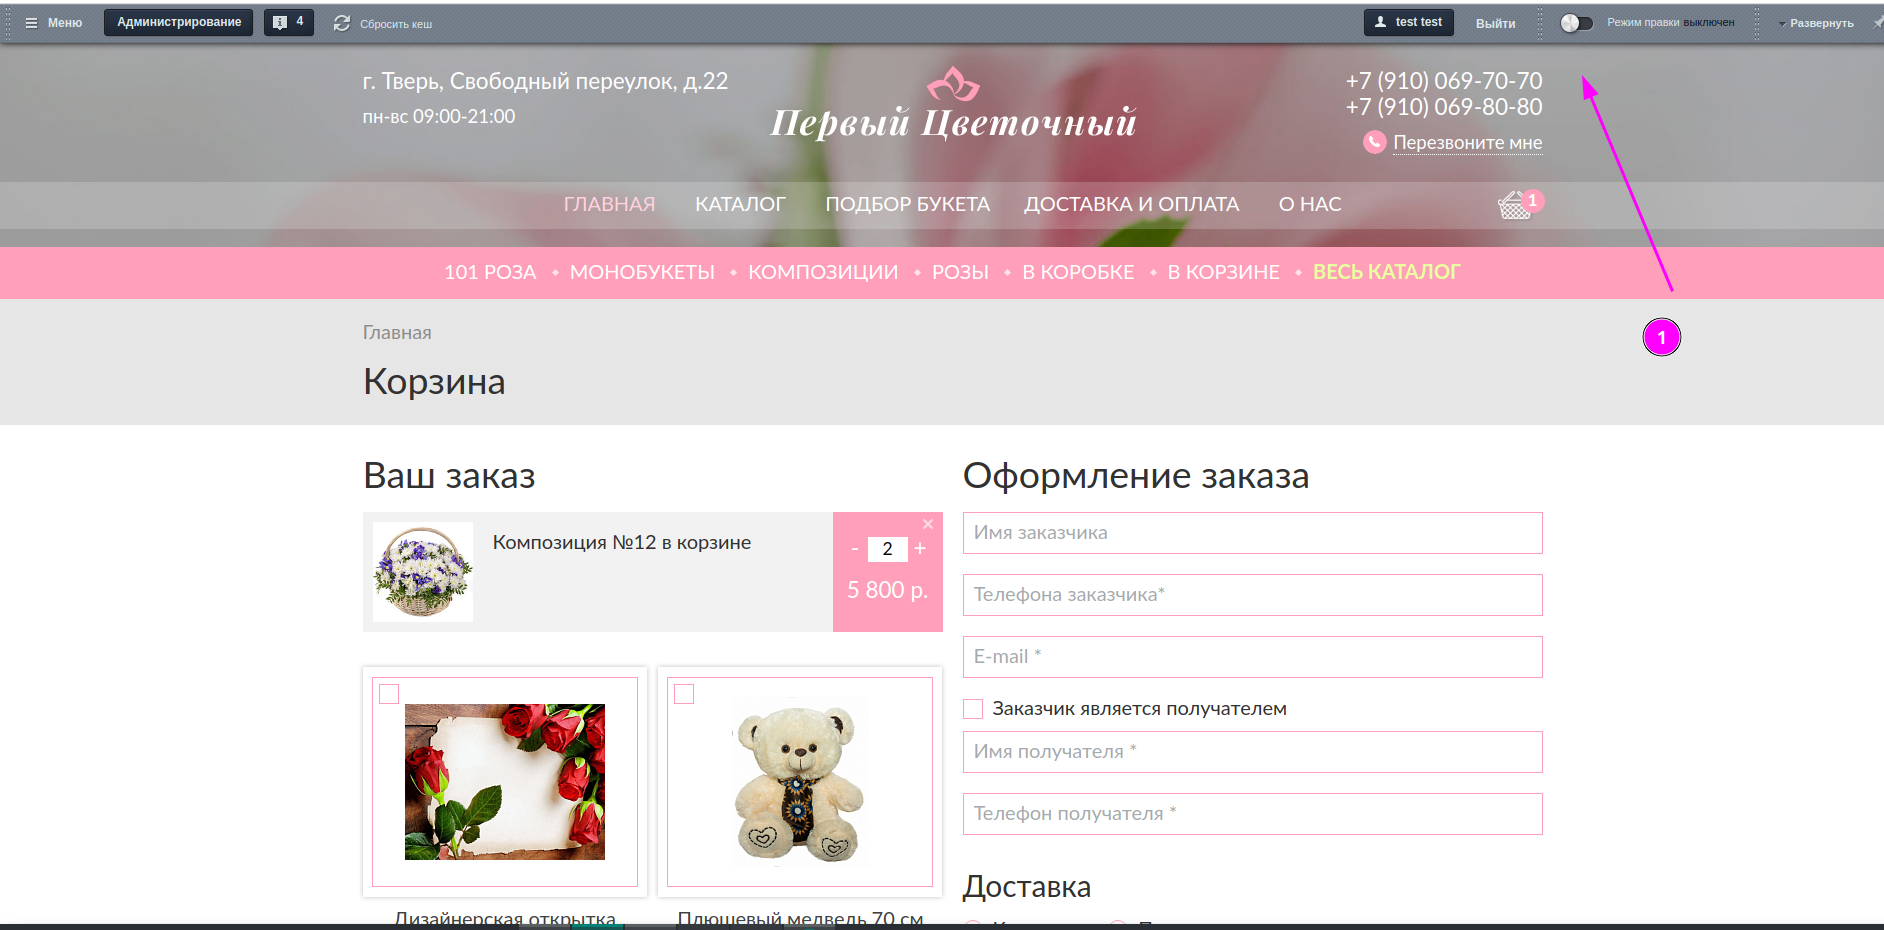 Меню Администрирование 4 Сбросить кеш test test Выйти Режим правки выключен Развернуть
г. Тверь, Свободный переулок, д.22
пн-вс 09:00-21:00
Первый Цветочный
+7 (910) 069-70-70
+7 (910) 069-80-80
Перезвоните мне
ГЛАВНАЯ КАТАЛОГ ПОДБОР БУКЕТА ДОСТАВКА И ОПЛАТА О НАС 1
101 РОЗА МОНОБУКЕТЫ КОМПОЗИЦИИ РОЗЫ В КОРОБКЕ В КОРЗИНЕ ВЕСЬ КАТАЛОГ
Главная
1
Корзина
Ваш заказ
Композиция №12 в корзине
- 2 +
5 800 р.
Дизайнерская открытка
Плюшевый медведь 70 см
Оформление заказа
Имя заказчика
Телефона заказчика*
E-mail *
Заказчик является получателем
Имя получателя *
Телефон получателя *
Доставка